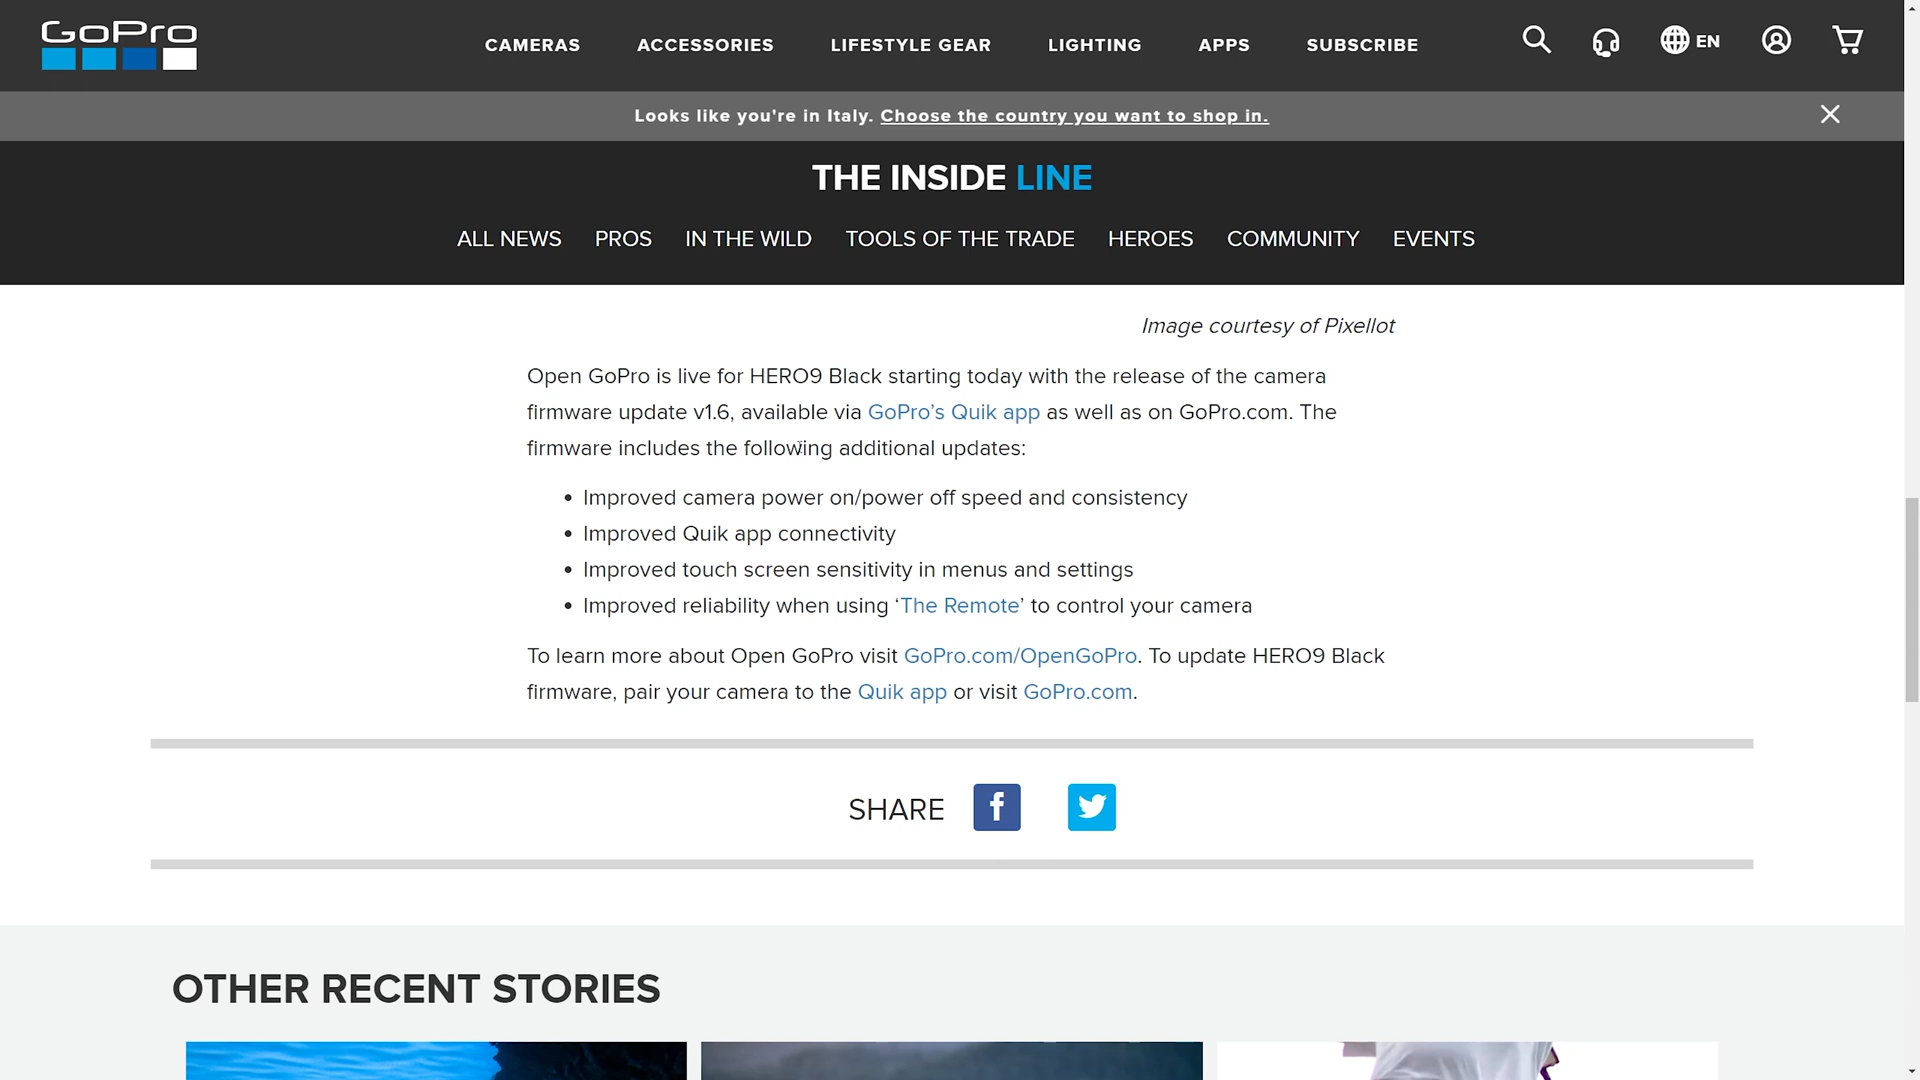 GoPro
CAMERAS ACCESSORIES LIFESTYLE GEAR LIGHTING APPS SUBSCRIBE EN
Looks like you're in Italy. Choose the country you want to shop in.
THE INSIDE LINE
ALL NEWS PROS IN THE WILD TOOLS OF THE TRADE HEROES COMMUNITY EVENTS
Image courtesy of Pixellot
Open GoPro is live for HERO9 Black starting today with the release of the camera
firmware update v1.6, available via GoPro’s Quik app as well as on GoPro.com. The
firmware includes the following additional updates:
• Improved camera power on/power off speed and consistency
• Improved Quik app connectivity
• Improved touch screen sensitivity in menus and settings
• Improved reliability when using ‘The Remote’ to control your camera
To learn more about Open GoPro visit GoPro.com/OpenGoPro. To update HERO9 Black
firmware, pair your camera to the Quik app or visit GoPro.com.
SHARE
OTHER RECENT STORIES